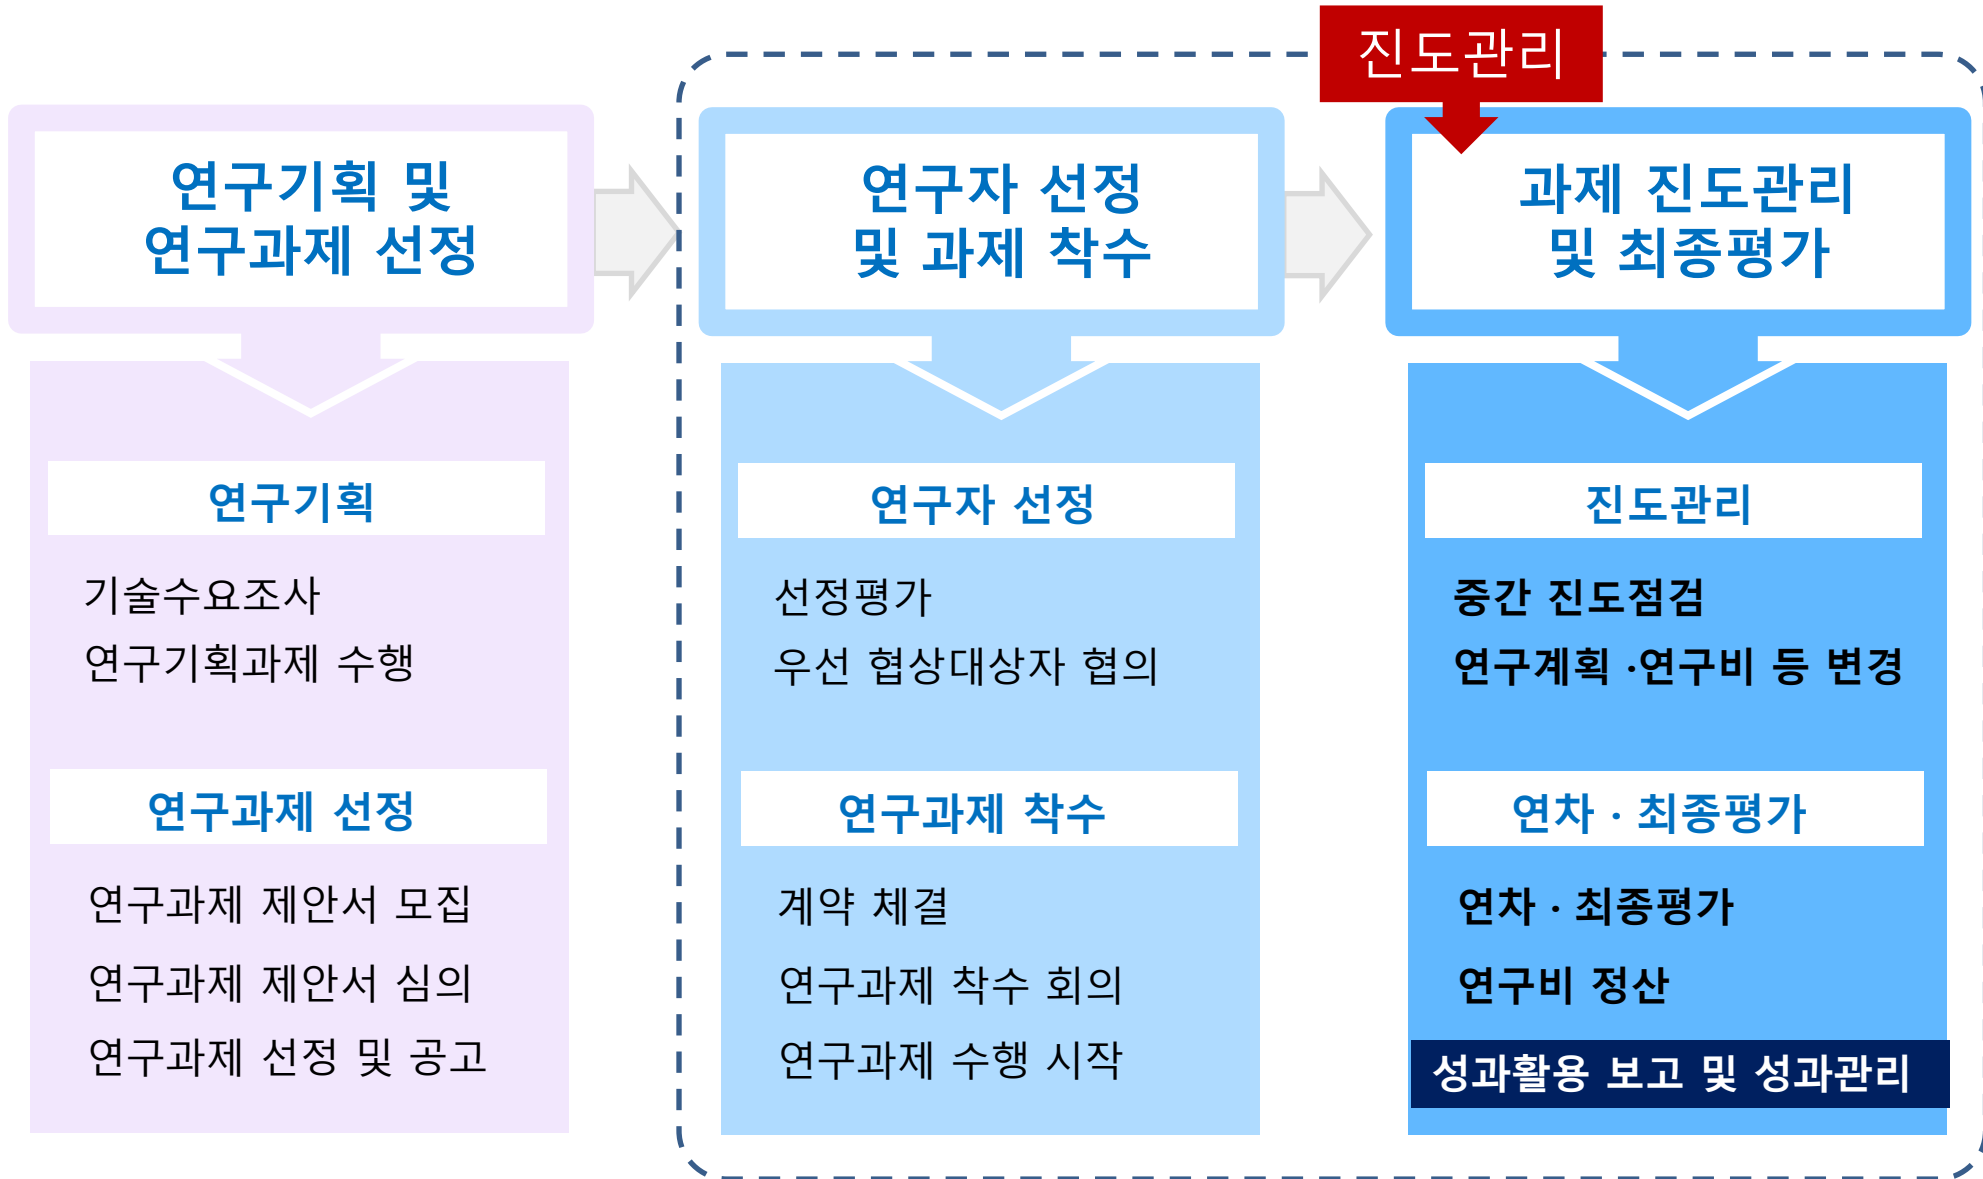 진도관리
연구기획 및
연구과제 선정
연구기획
기술수요조사
연구기획과제 수행
연구과제 선정
연구과제 제안서 모집
연구과제 제안서 심의
연구과제 선정 및 공고
연구자 선정
및 과제 착수
연구자 선정
선정평가
우선 협상대상자 협의
연구과제 착수
계약 체결
연구과제 착수 회의
연구과제 수행 시작
과제 진도관리
및 최종평가
진도관리
중간 진도점검
연구계획 ·연구비 등 변경
연차 · 최종평가
연차 · 최종평가
연구비 정산
성과활용 보고 및 성과관리